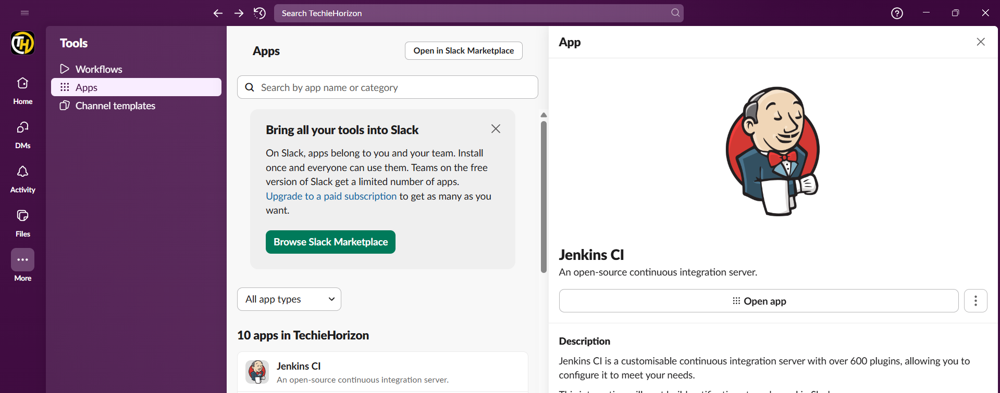 Search TechieHorizon
TH
Home
DMs
Activity
Files
More
Tools
Workflows
Apps
Channel templates
Apps
Open in Slack Marketplace
Search by app name or category
Bring all your tools into Slack
On Slack, apps belong to you and your team. Install
once and everyone can use them. Teams on the free
version of Slack get a limited number of apps.
Upgrade to a paid subscription to get as many as you
want.
Browse Slack Marketplace
All app types
10 apps in TechieHorizon
Jenkins CI
An open-source continuous integration server.
App
Jenkins CI
An open-source continuous integration server.
Open app
Description
Jenkins CI is a customisable continuous integration server with over 600 plugins, allowing you to
configure it to meet your needs.